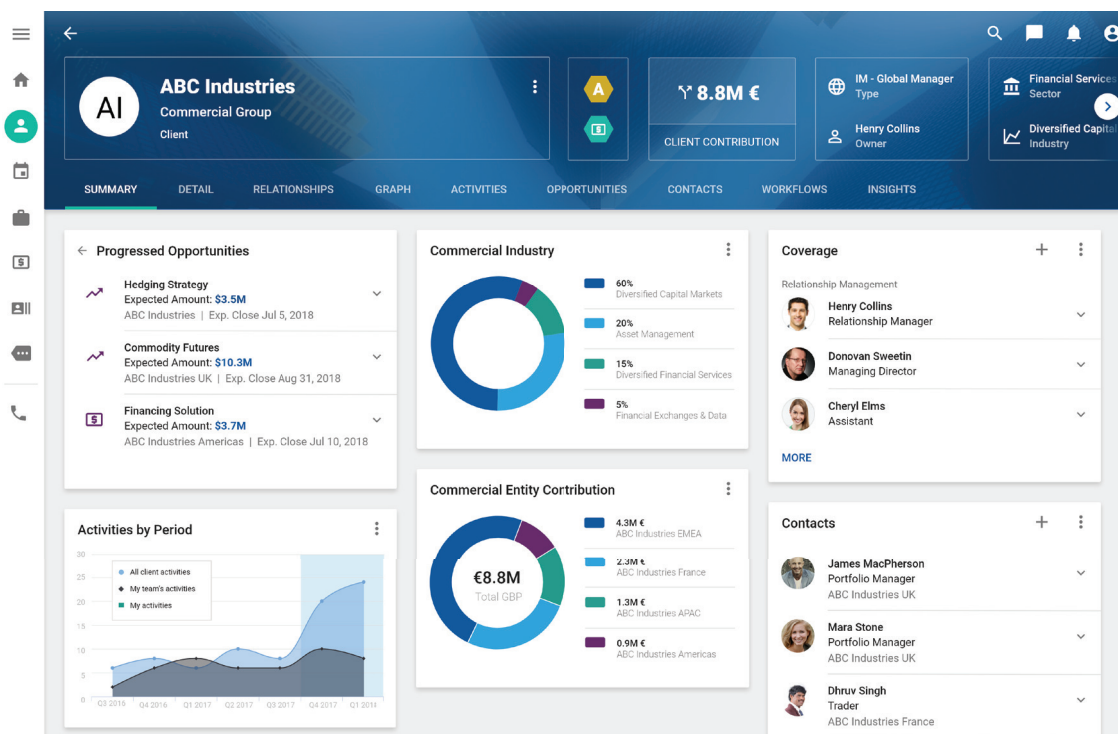 AI
ABC Industries
Commercial Group
Client
A
$
8.8M €
CLIENT CONTRIBUTION
IM - Global Manager
Type
Henry Collins
Owner
Financial Services
Sector
Diversified Capital
Industry
SUMMARY
DETAIL
RELATIONSHIPS
GRAPH
ACTIVITIES
OPPORTUNITIES
CONTACTS
WORKFLOWS
INSIGHTS
Progressed Opportunities
Hedging Strategy
Expected Amount: $3.5M
ABC Industries | Exp. Close Jul 5, 2018
Commodity Futures
Expected Amount: $10.3M
ABC Industries UK | Exp. Close Aug 31, 2018
Financing Solution
Expected Amount: $3.7M
ABC Industries Americas | Exp. Close Jul 10, 2018
Activities by Period
30
25
20
15
10
5
0
All client activities
My team's activities
My activities
Q3 2016
Q4 2016
Q1 2017
Q2 2017
Q3 2017
Q4 2017
Q1 2018
Commercial Industry
60%
Diversified Capital Markets
20%
Asset Management
15%
Diversified Financial Services
5%
Financial Exchanges & Data
Commercial Entity Contribution
€8.8M
Total GBP
4.3M €
ABC Industries EMEA
2.3M €
ABC Industries France
1.3M €
ABC Industries APAC
0.9M €
ABC Industries Americas
Coverage
Relationship Management
Henry Collins
Relationship Manager
Donovan Sweetin
Managing Director
Cheryl Elms
Assistant
MORE
Contacts
James MacPherson
Portfolio Manager
ABC Industries UK
Mara Stone
Portfolio Manager
ABC Industries UK
Dhruv Singh
Trader
ABC Industries France